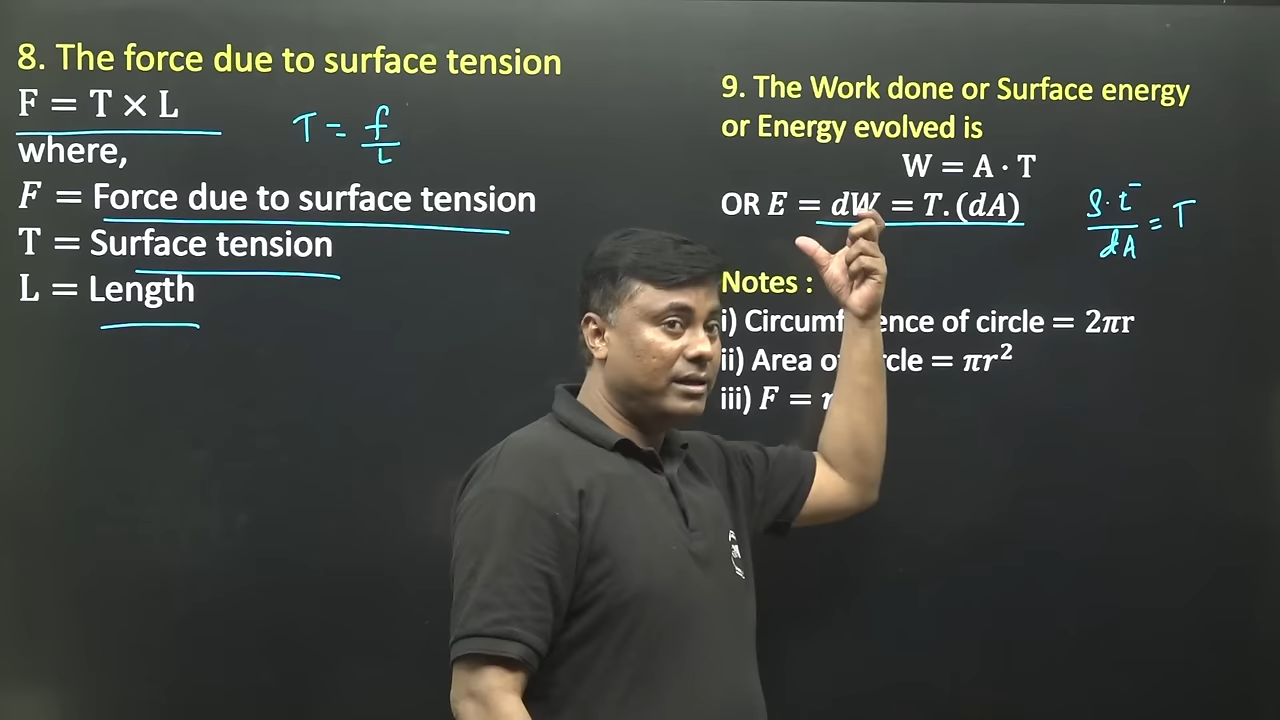 8. The force due to surface tension
F = T × L
T = f/L
where,
F = Force due to surface tension
T = Surface tension
L = Length
9. The Work done or Surface energy
or Energy evolved is
W = A · T
OR E = dW = T.(dA)
/dA = T
Notes :
i) Circumf ence of circle = 2πr
ii) Area o cle = πr²
iii) F =